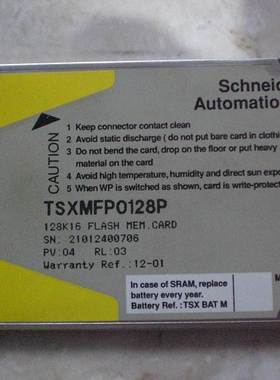 Schneid
Automation
CAUTION
1 Keep connector contact clean
2 Avoid static discharge ( do not put bare card in clothi
3 Do not bend the card, drop on the floor or put heavy
material on the card
4 Avoid high temperature, humidity and direct sun expo
5 When WP is switched as shown, card is write-protect
TSXMFP0128P
128K16 FLASH MEM.CARD
SN: 21012400706
PV:04 RL:03
Warranty Ref.:12-01
In case of SRAM, replace
battery every year.
Battery Ref.: TSX BAT M
M